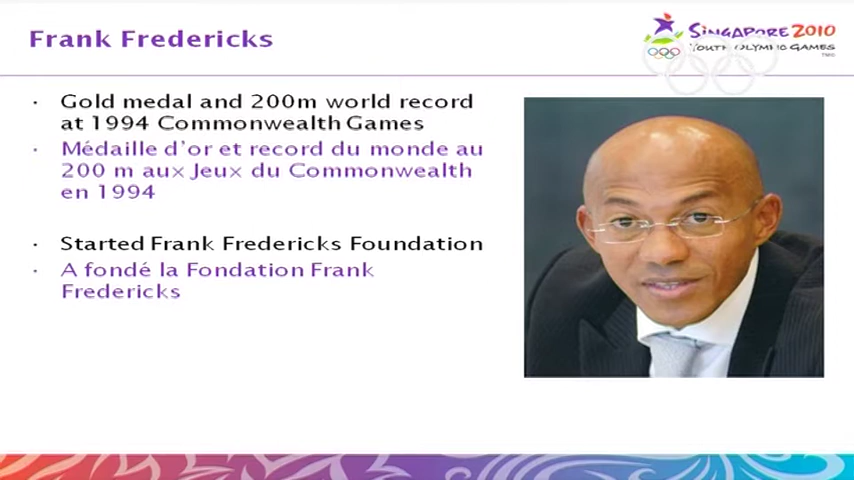 Frank Fredericks
SINGAPORE 2010
YOUTH OLYMPIC GAMES
• Gold medal and 200m world record
at 1994 Commonwealth Games
• Médaille d'or et record du monde au
200 m aux Jeux du Commonwealth
en 1994
• Started Frank Fredericks Foundation
• A fondé la Fondation Frank
Fredericks